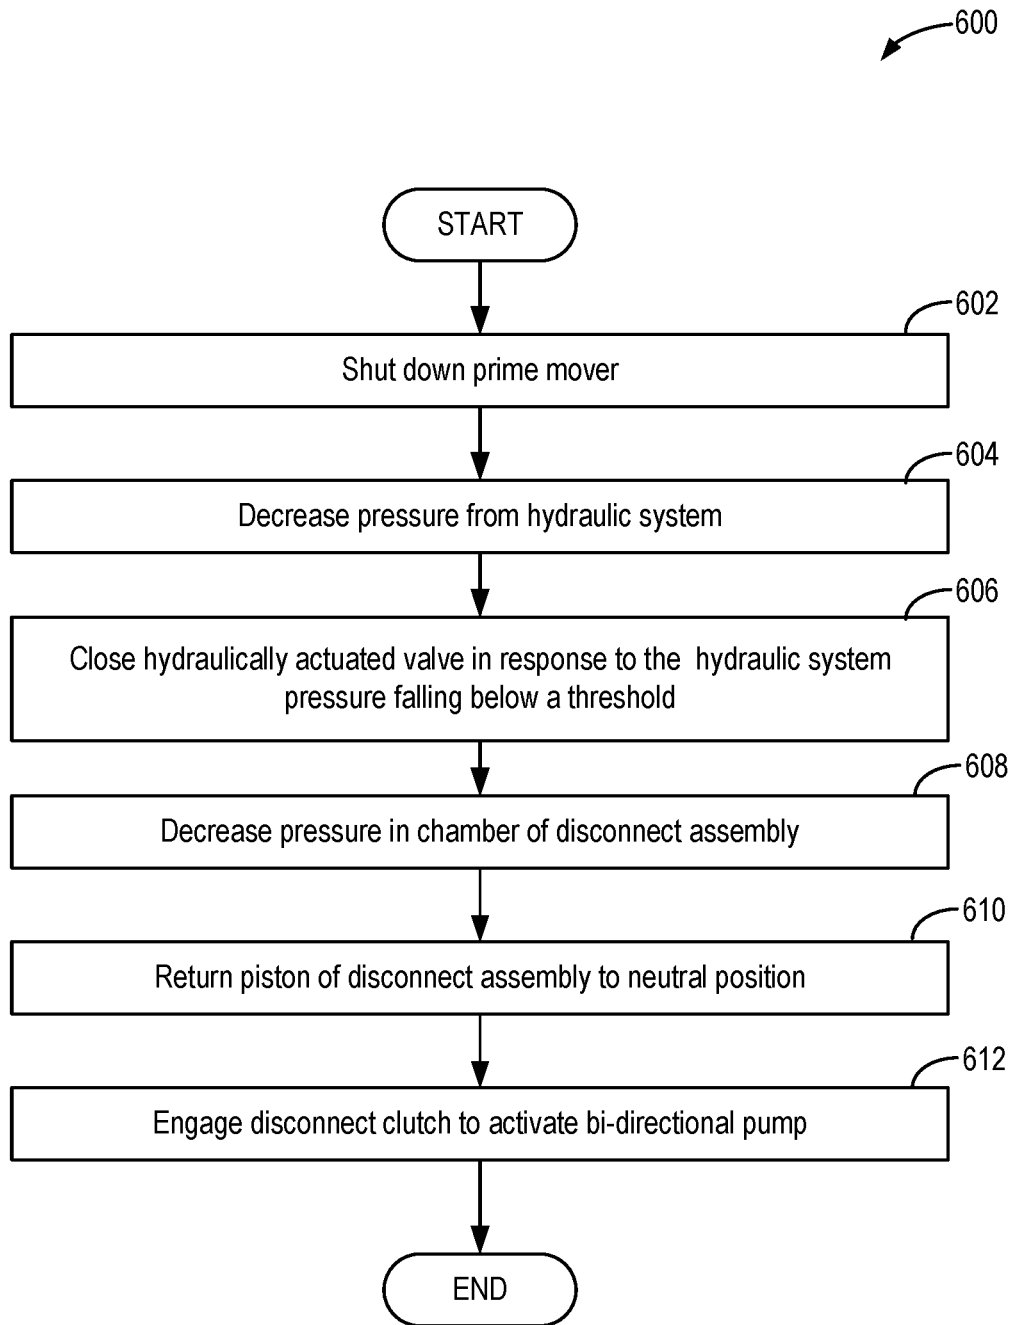 600
START
602
Shut down prime mover
604
Decrease pressure from hydraulic system
606
Close hydraulically actuated valve in response to the hydraulic system
pressure falling below a threshold
608
Decrease pressure in chamber of disconnect assembly
610
Return piston of disconnect assembly to neutral position
612
Engage disconnect clutch to activate bi-directional pump
END